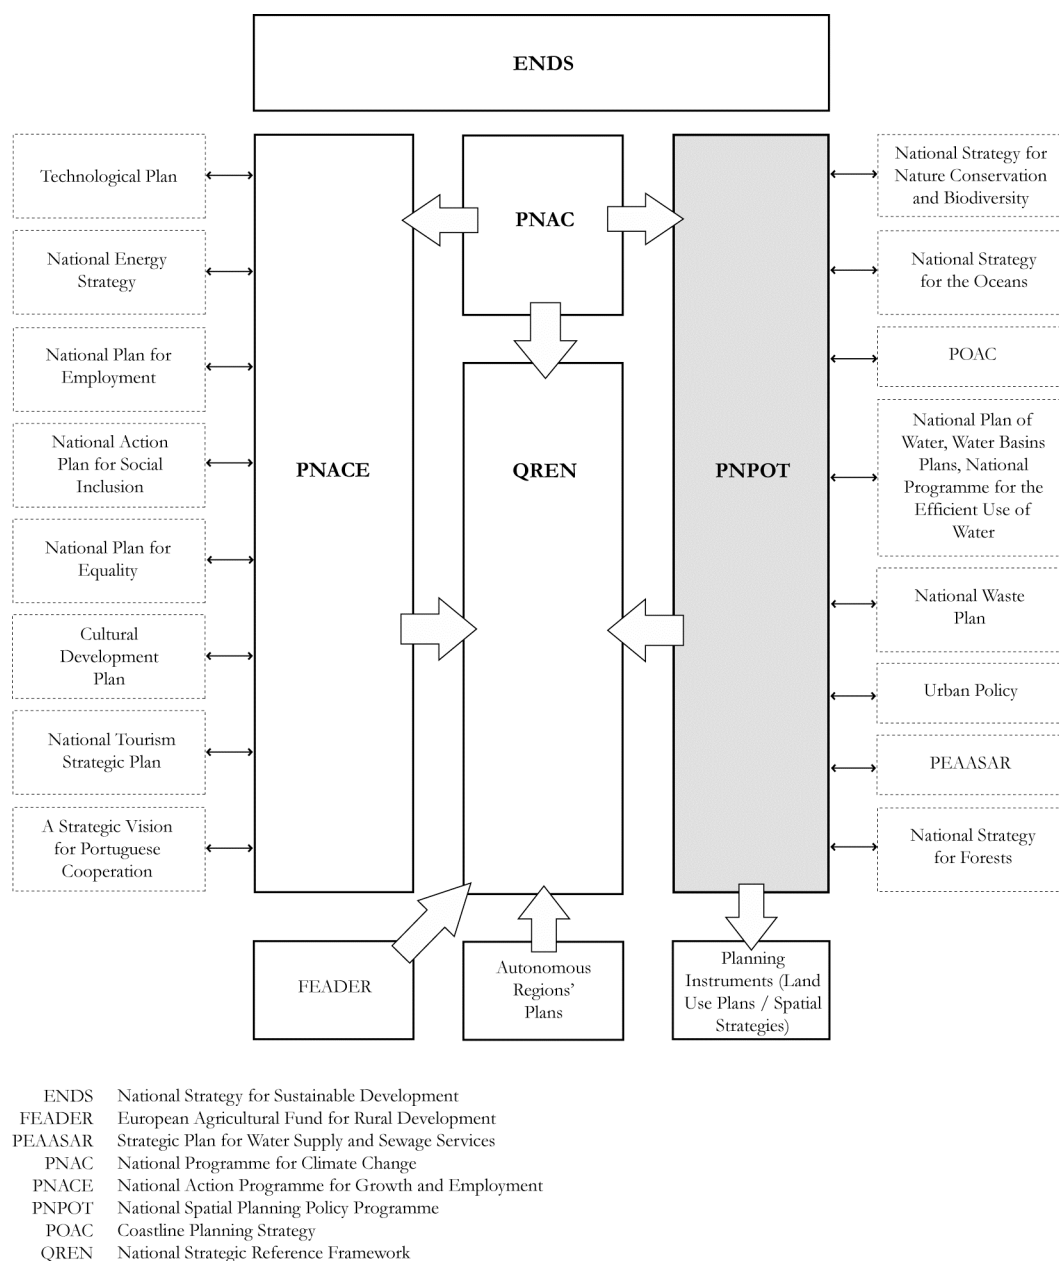 ENDS
Technological Plan
National Energy
Strategy
National Plan for
Employment
National Action
Plan for Social
Inclusion
National Plan for
Equality
Cultural
Development
Plan
National Tourism
Strategic Plan
A Strategic Vision
for Portuguese
Cooperation
PNACE
PNAC
QREN
PNPOT
National Strategy for
Nature Conservation
and Biodiversity
National Strategy
for the Oceans
POAC
National Plan of
Water, Water Basins
Plans, National
Programme for the
Efficient Use of
Water
National Waste
Plan
Urban Policy
PEAASAR
National Strategy
for Forests
FEADER
Autonomous
Regions'
Plans
Planning
Instruments (Land
Use Plans / Spatial
Strategies)
ENDS National Strategy for Sustainable Development
FEADER European Agricultural Fund for Rural Development
PEAASAR Strategic Plan for Water Supply and Sewage Services
PNAC National Programme for Climate Change
PNACE National Action Programme for Growth and Employment
PNPOT National Spatial Planning Policy Programme
POAC Coastline Planning Strategy
QREN National Strategic Reference Framework